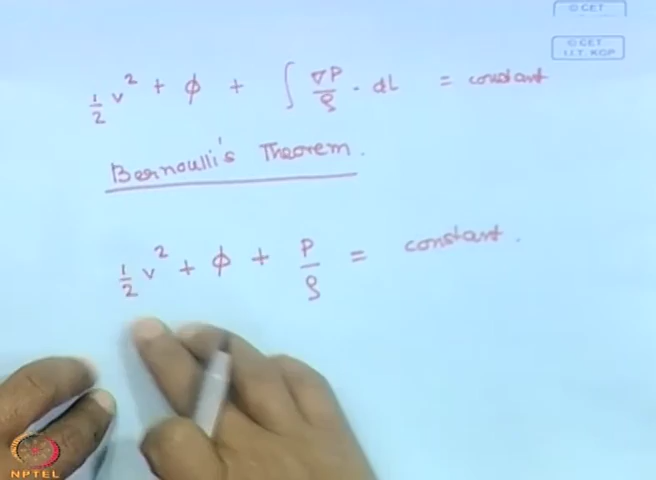 © CET
© CET
I.I.T. KGP
1/2 v² + ϕ + ∫ ∇P/ρ · dL = constant
Bernoulli's Theorem.
1/2 v² + ϕ + P/ρ = constant.
NPTEL